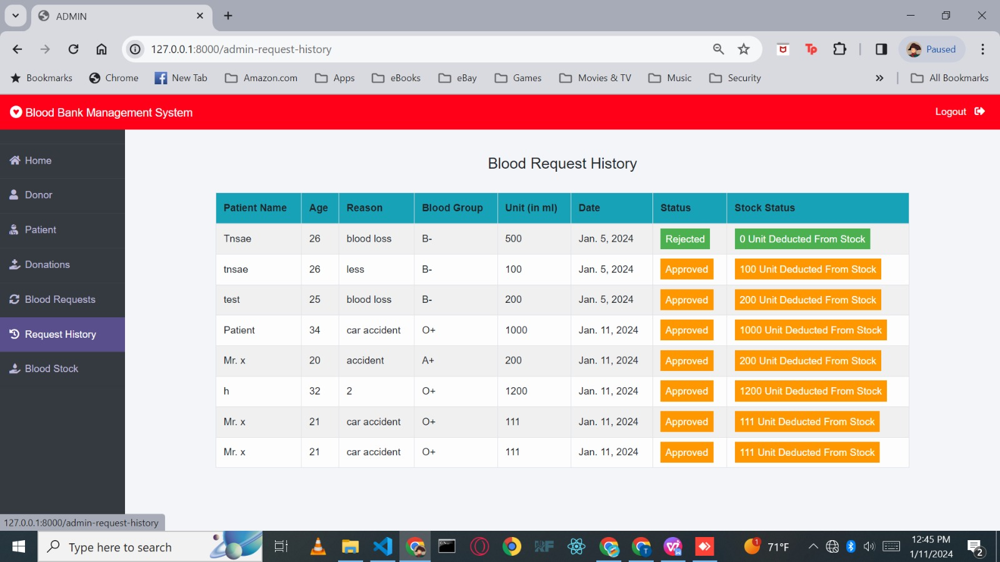 ADMIN
127.0.0.1:8000/admin-request-history
Tp
Paused
Bookmarks Chrome New Tab Amazon.com Apps eBooks eBay Games Movies & TV Music Security » All Bookmarks
Blood Bank Management System
Logout
Home
Donor
Patient
Donations
Blood Requests
Request History
Blood Stock
Blood Request History
Patient Name Age Reason Blood Group Unit (in ml) Date Status Stock Status
Tnsae 26 blood loss B- 500 Jan. 5, 2024 Rejected 0 Unit Deducted From Stock
tnsae 26 less B- 100 Jan. 5, 2024 Approved 100 Unit Deducted From Stock
test 25 blood loss B- 200 Jan. 5, 2024 Approved 200 Unit Deducted From Stock
Patient 34 car accident O+ 1000 Jan. 11, 2024 Approved 1000 Unit Deducted From Stock
Mr. x 20 accident A+ 200 Jan. 11, 2024 Approved 200 Unit Deducted From Stock
h 32 2 O+ 1200 Jan. 11, 2024 Approved 1200 Unit Deducted From Stock
Mr. x 21 car accident O+ 111 Jan. 11, 2024 Approved 111 Unit Deducted From Stock
Mr. x 21 car accident O+ 111 Jan. 11, 2024 Approved 111 Unit Deducted From Stock
127.0.0.1:8000/admin-request-history
Type here to search
T
1
71°F
12:45 PM
1/11/2024
2